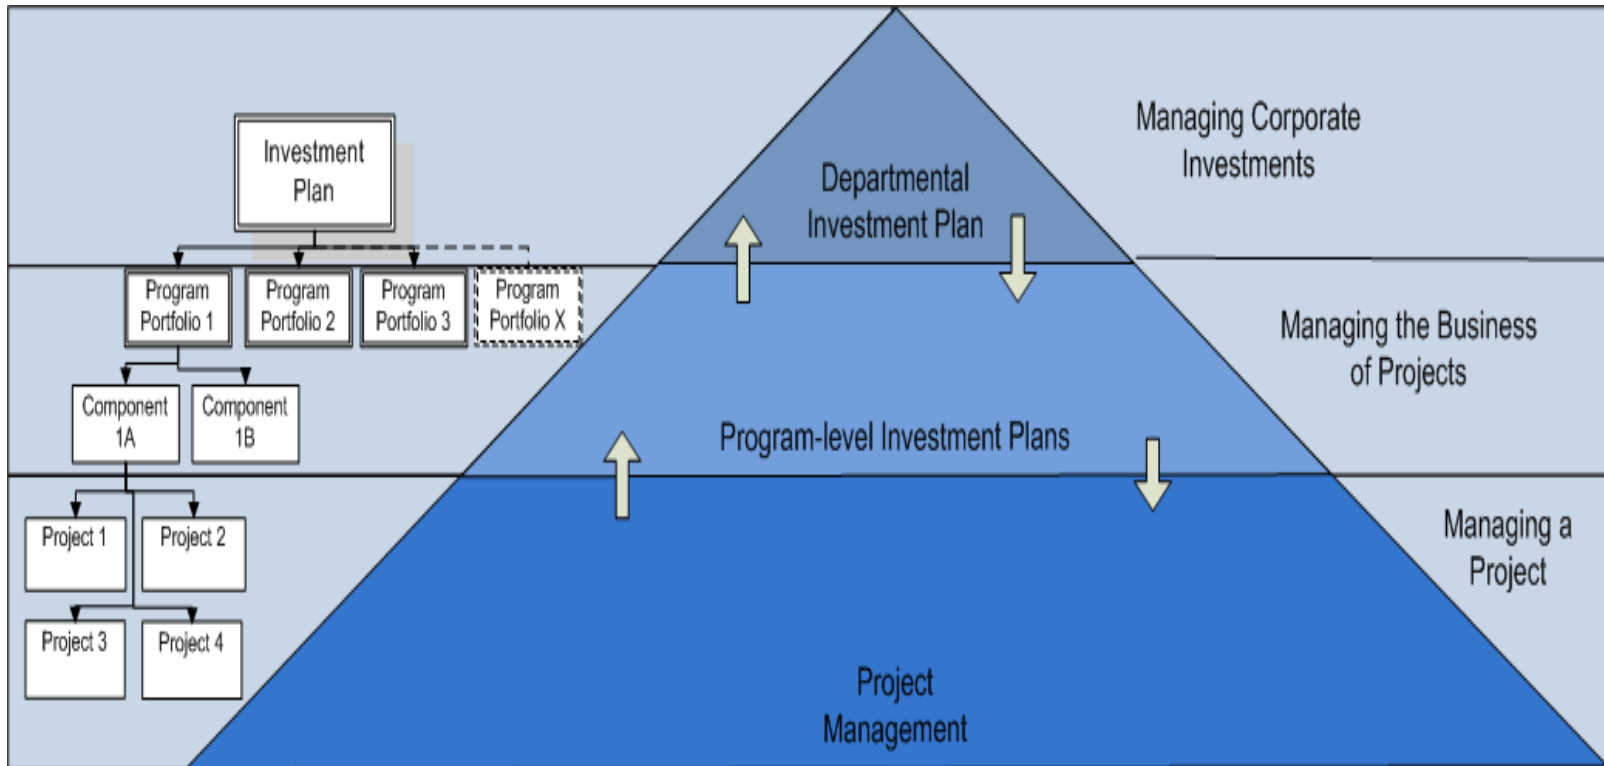 Investment
Plan
Program
Portfolio 1
Program
Portfolio 2
Program
Portfolio 3
Program
Portfolio X
Component
1A
Component
1B
Project 1
Project 2
Project 3
Project 4
Departmental
Investment Plan
Program-level Investment Plans
Project
Management
Managing Corporate
Investments
Managing the Business
of Projects
Managing a
Project